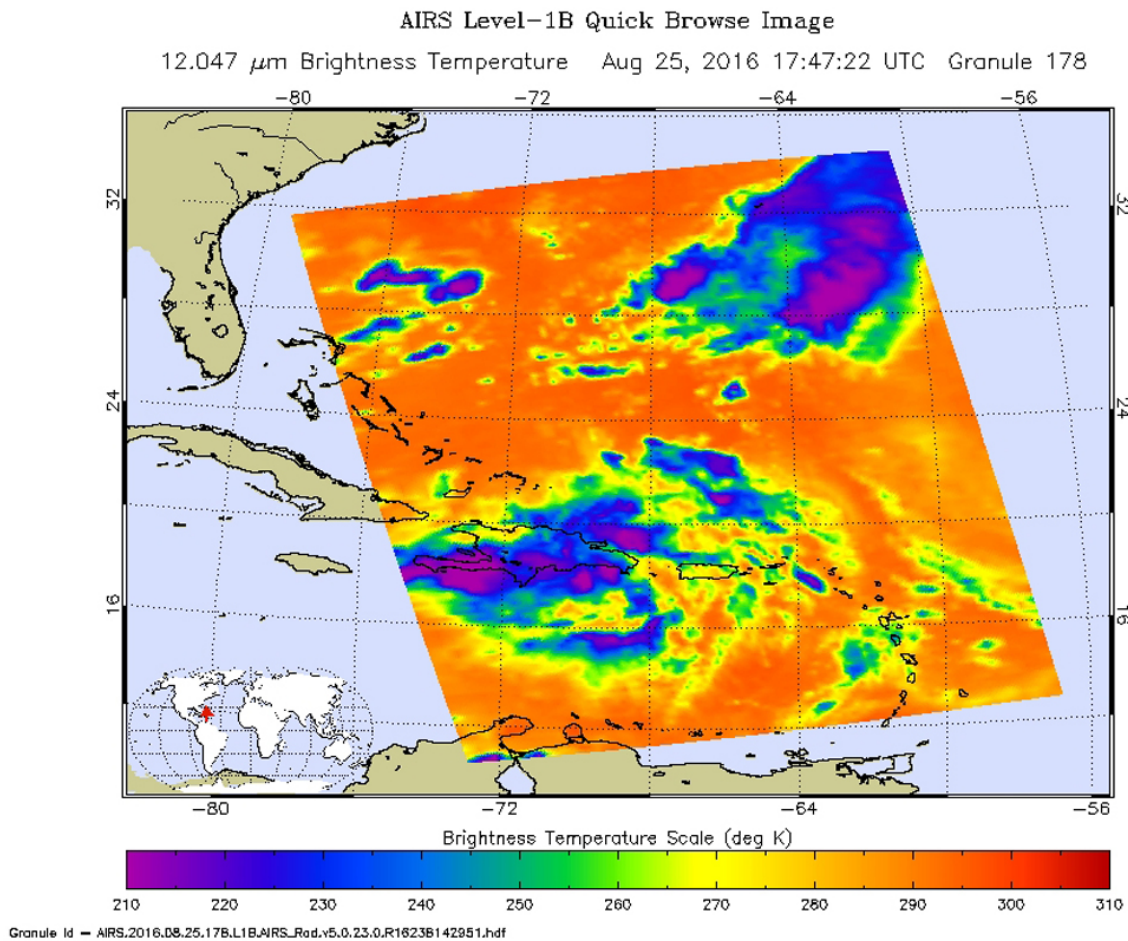 AIRS Level-1B Quick Browse Image
12.047 μm Brightness Temperature Aug 25, 2016 17:47:22 UTC Granule 178
-80 -72 -64 -56
32 32
24 24
16 16
-80 -72 -64 -56
Brightness Temperature Scale (deg K)
210 220 230 240 250 260 270 280 290 300 310
Granule Id - AIRS.2016.08.25.178.L1B.AIRS_Rad.v5.0.23.0.R16238142951.hdf